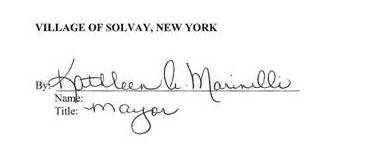 VILLAGE OF SOLVAY, NEW YORK
By: Kathleen A. Marinelli
Name:
Title: Mayor